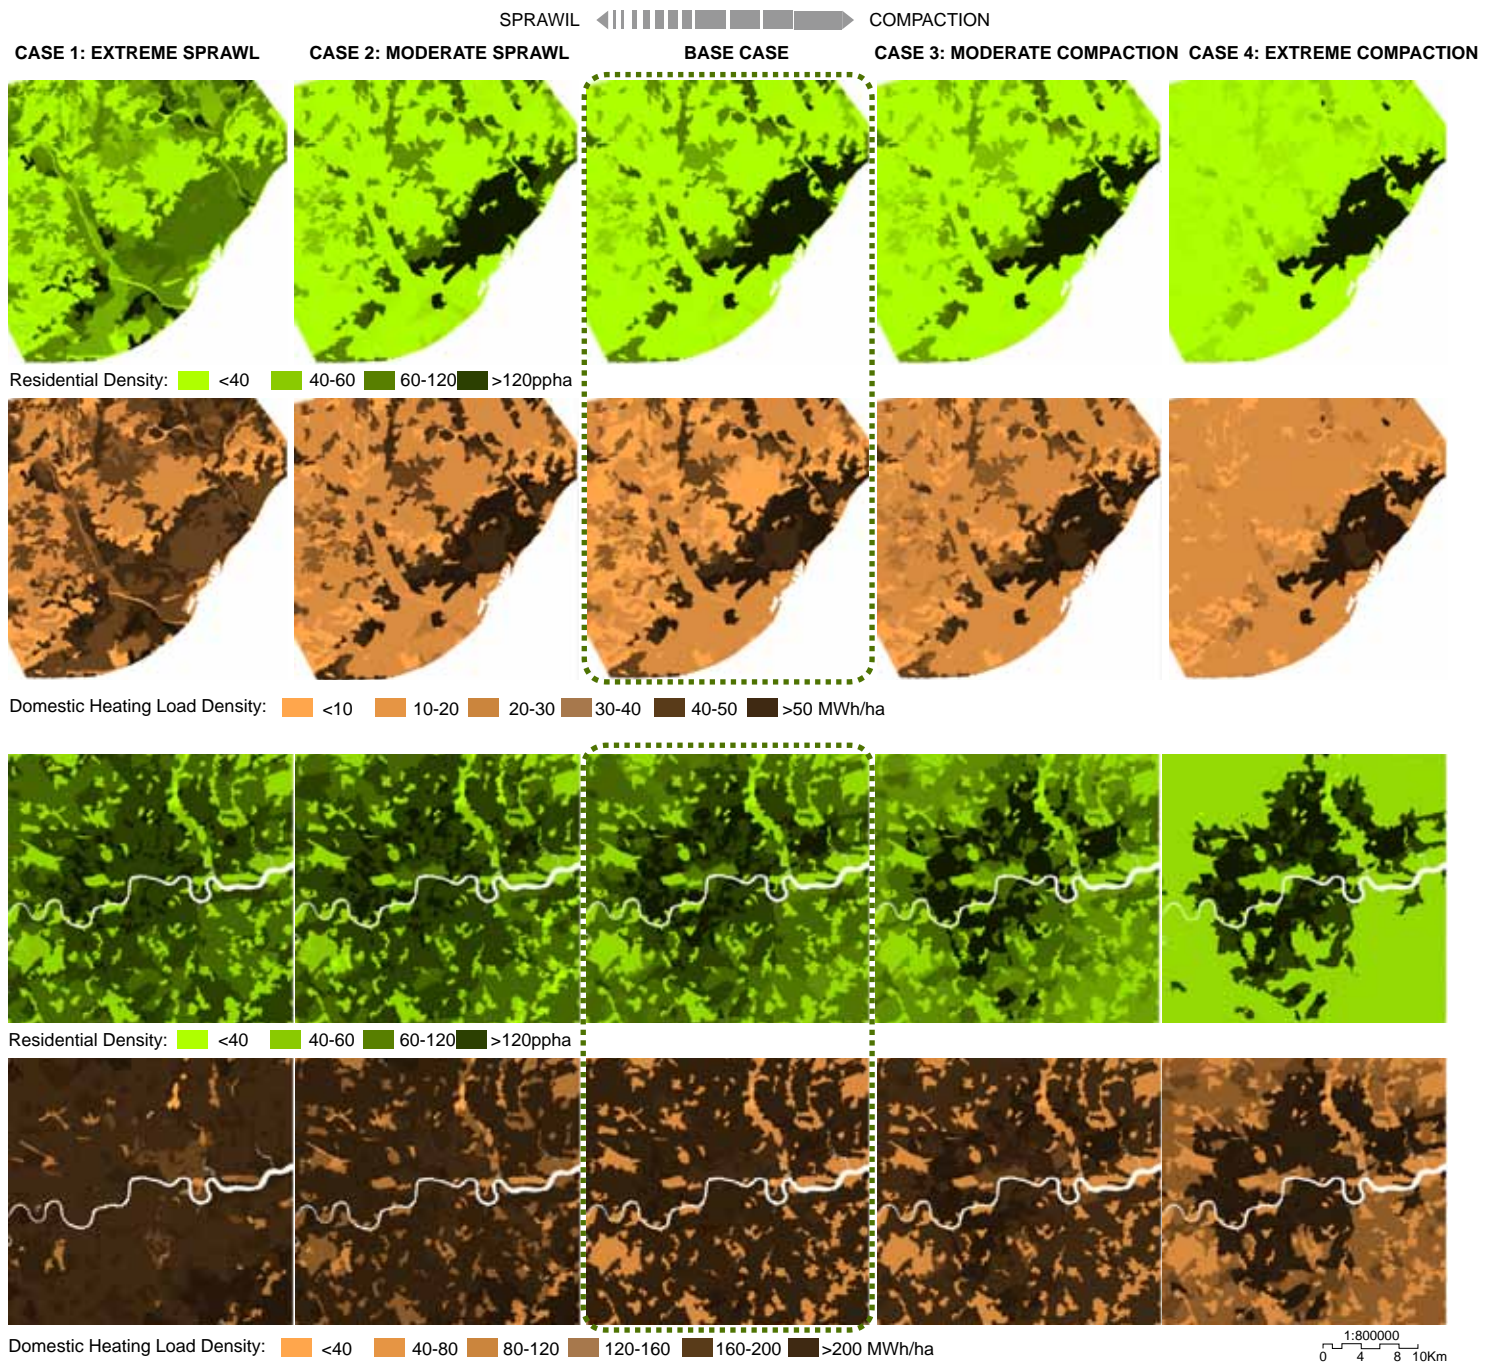 SPRAWIL COMPACTION
CASE 1: EXTREME SPRAWL CASE 2: MODERATE SPRAWL BASE CASE CASE 3: MODERATE COMPACTION CASE 4: EXTREME COMPACTION
Residential Density: <40 40-60 60-120 >120ppha
Domestic Heating Load Density: <10 10-20 20-30 30-40 40-50 >50 MWh/ha
Residential Density: <40 40-60 60-120 >120ppha
Domestic Heating Load Density: <40 40-80 80-120 120-160 160-200 >200 MWh/ha
1:800000
0 4 8 10Km